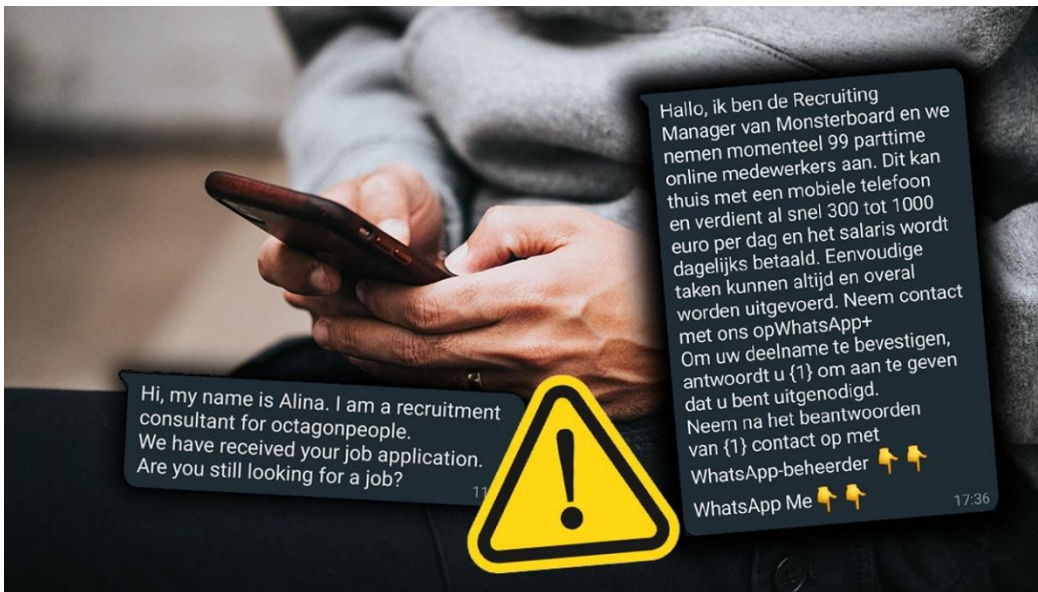 Hi, my name is Alina. I am a recruitment
consultant for octagonpeople.
We have received your job application.
Are you still looking for a job?
Hallo, ik ben de Recruiting
Manager van Monsterboard en we
nemen momenteel 99 parttime
online medewerkers aan. Dit kan
thuis met een mobiele telefoon
en verdient al snel 300 tot 1000
euro per dag en het salaris wordt
dagelijks betaald. Eenvoudige
taken kunnen altijd en overal
worden uitgevoerd. Neem contact
met ons opWhatsApp+
Om uw deelname te bevestigen,
antwoordt u {1} om aan te geven
dat u bent uitgenodigd.
Neem na het beantwoorden
van {1} contact op met
WhatsApp-beheerder 👇👇
WhatsApp Me👇👇
17:36